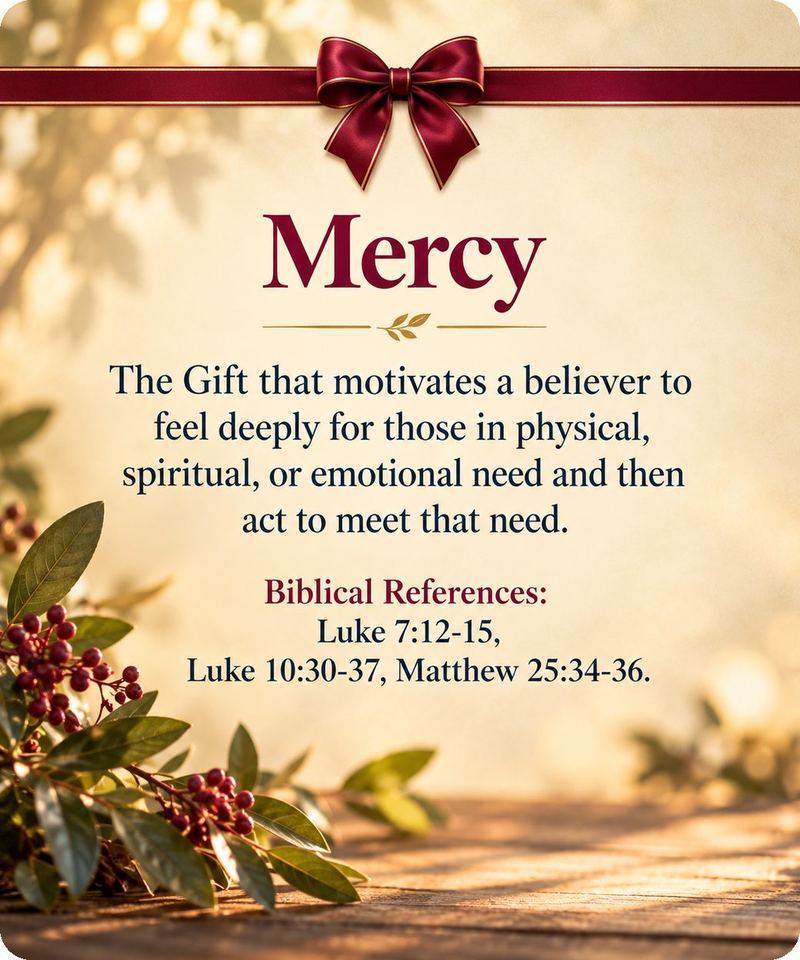 Mercy
The Gift that motivates a believer to
feel deeply for those in physical,
spiritual, or emotional need and then
act to meet that need.
Biblical References:
Luke 7:12-15,
Luke 10:30-37, Matthew 25:34-36.